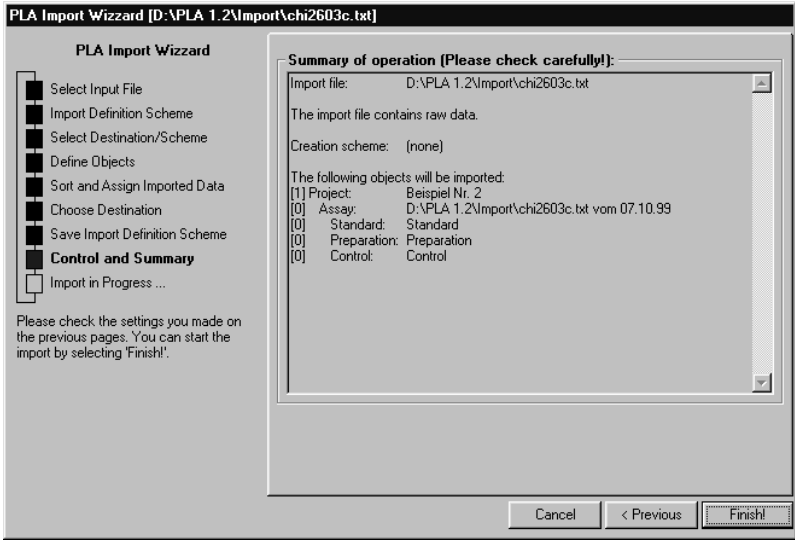 PLA Import Wizzard [D:\PLA 1.2\Import\chi2603c.txt]
PLA Import Wizzard
Select Input File
Import Definition Scheme
Select Destination/Scheme
Define Objects
Sort and Assign Imported Data
Choose Destination
Save Import Definition Scheme
Control and Summary
Import in Progress ...
Please check the settings you made on
the previous pages. You can start the
import by selecting 'Finish!'.
Summary of operation (Please check carefully!):
Import file: D:\PLA 1.2\Import\chi2603c.txt
The import file contains raw data.
Creation scheme: (none)
The following objects will be imported:
[1] Project: Beispiel Nr. 2
[0] Assay: D:\PLA 1.2\Import\chi2603c.txt vom 07.10.99
[0] Standard: Standard
[0] Preparation: Preparation
[0] Control: Control
Cancel
< Previous
Finish!